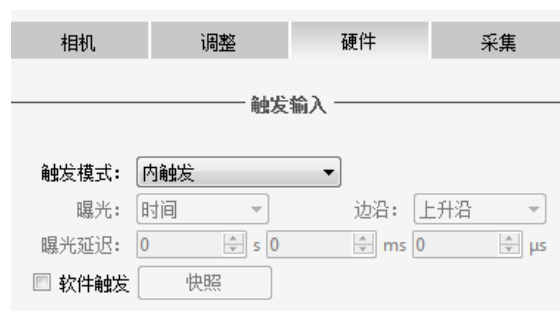 相机 调整 硬件 采集
触发输入
触发模式: 内触发
曝光: 时间 边沿: 上升沿
曝光延迟: 0 s 0 ms 0 µs
软件触发 快照